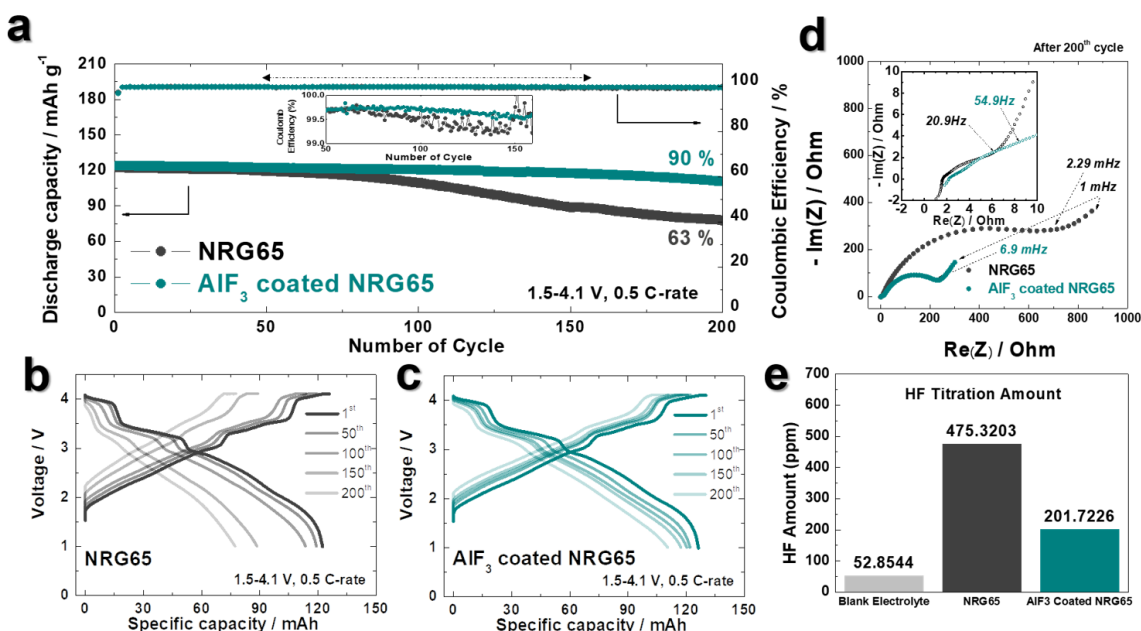 a
210
180
150
120
90
60
30
0
Discharge capacity / mAh g-1
100
80
60
40
20
0
Coulombic Efficiency / %
100.0
99.5
99.0
Coulomb
Efficiency (%)
50
100
150
Number of Cycle
90 %
63 %
NRG65
AlF3 coated NRG65
1.5-4.1 V, 0.5 C-rate
0
50
100
150
200
Number of Cycle
b
4
3
2
1
Voltage / V
1st
50th
100th
150th
200th
NRG65
1.5-4.1 V, 0.5 C-rate
0
30
60
90
120
150
Specific capacity / mAh
c
4
3
2
1
Voltage / V
1st
50th
100th
150th
200th
AlF3 coated NRG65
1.5-4.1 V, 0.5 C-rate
0
30
60
90
120
150
Specific capacity / mAh
d
After 200th cycle
1000
800
600
400
200
0
- Im(Z) / Ohm
10
8
6
4
2
0
-2
- Im(Z) / Ohm
54.9Hz
20.9Hz
-2
0
2
4
6
8
10
Re(Z) / Ohm
2.29 mHz
1 mHz
6.9 mHz
NRG65
AlF3 coated NRG65
0
200
400
600
800
1000
Re(Z) / Ohm
e
700
600
500
400
300
200
100
0
HF Amount (ppm)
HF Titration Amount
475.3203
201.7226
52.8544
Blank Electrolyte
NRG65
AlF3 Coated NRG65